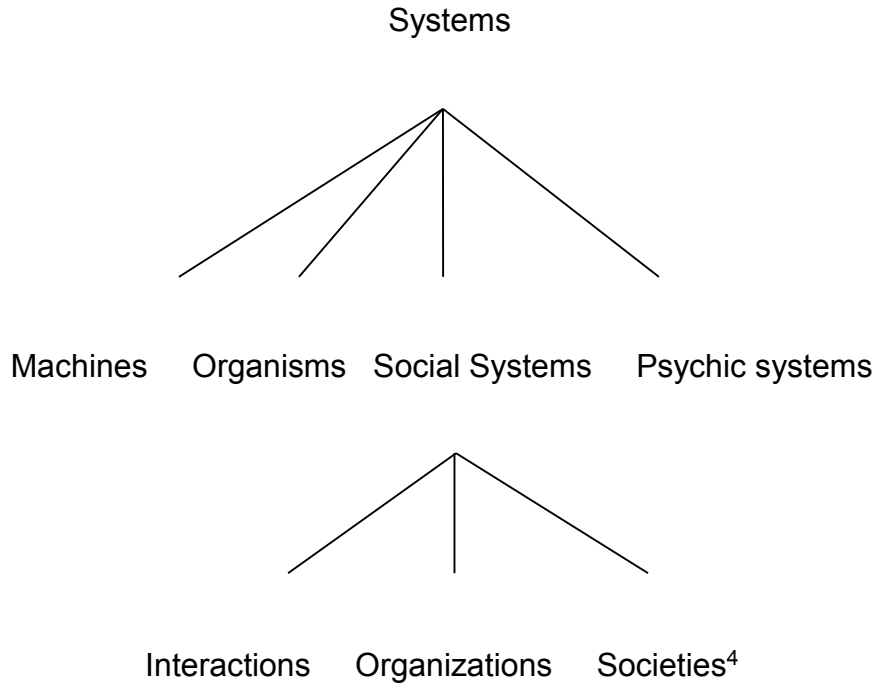 Systems
Machines Organisms Social Systems Psychic systems
Interactions Organizations Societies⁴